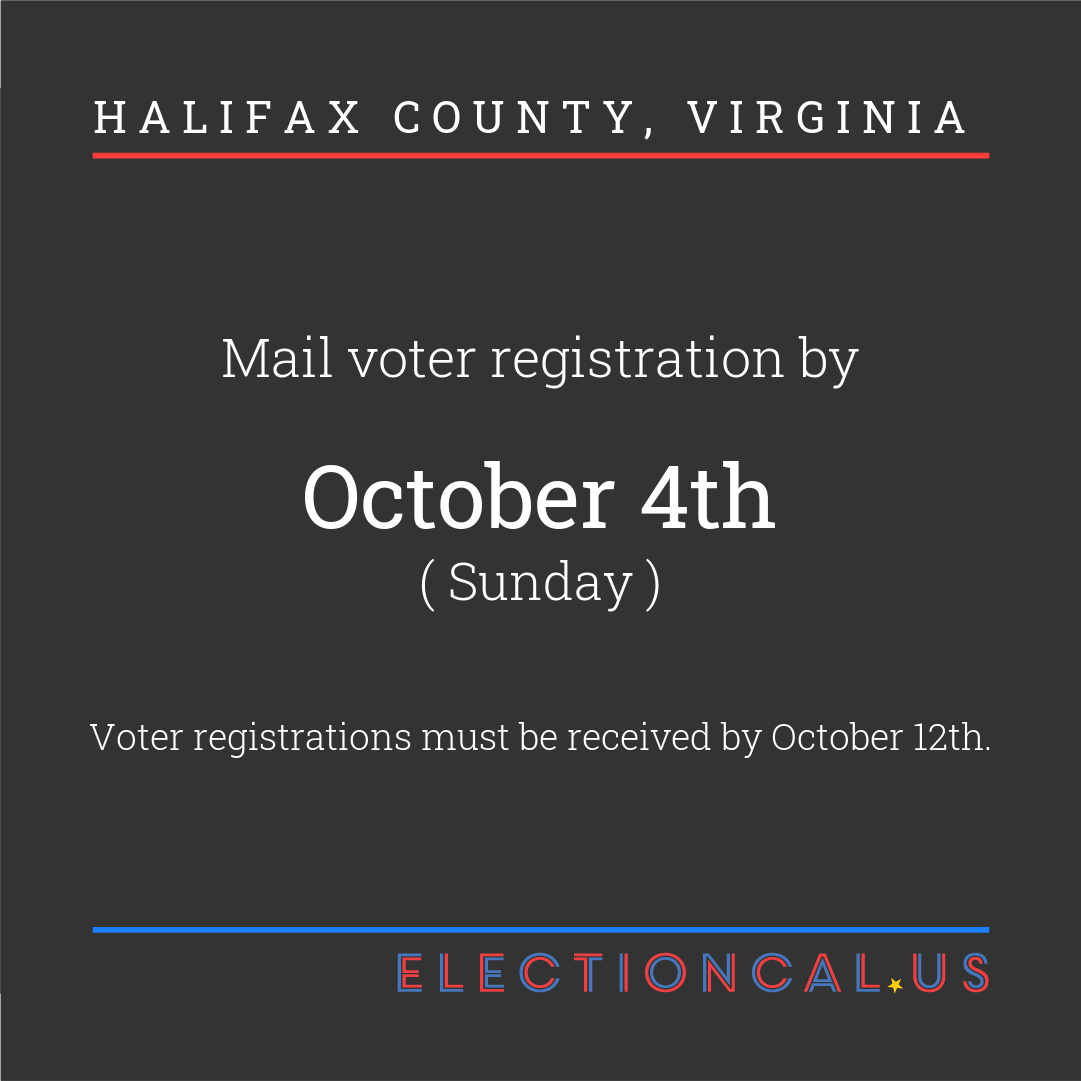 HALIFAX COUNTY, VIRGINIA
Mail voter registration by
October 4th
( Sunday )
Voter registrations must be received by October 12th.
ELECTIONCAL.US